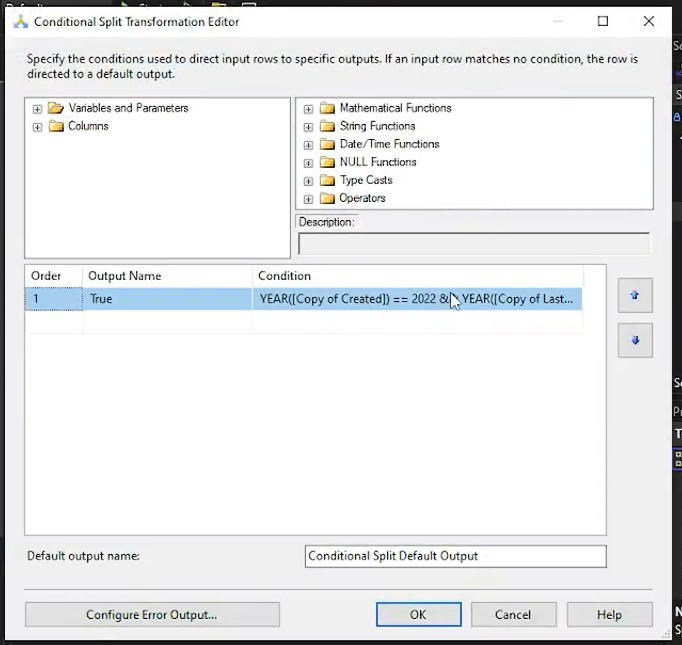 Conditional Split Transformation Editor
Specify the conditions used to direct input rows to specific outputs. If an input row matches no condition, the row is
directed to a default output.
Variables and Parameters
Columns
Mathematical Functions
String Functions
Date/Time Functions
NULL Functions
Type Casts
Operators
Description:
Order Output Name Condition
1 True YEAR([Copy of Created]) == 2022 & YEAR([Copy of Last...
Default output name: Conditional Split Default Output
Configure Error Output... OK Cancel Help